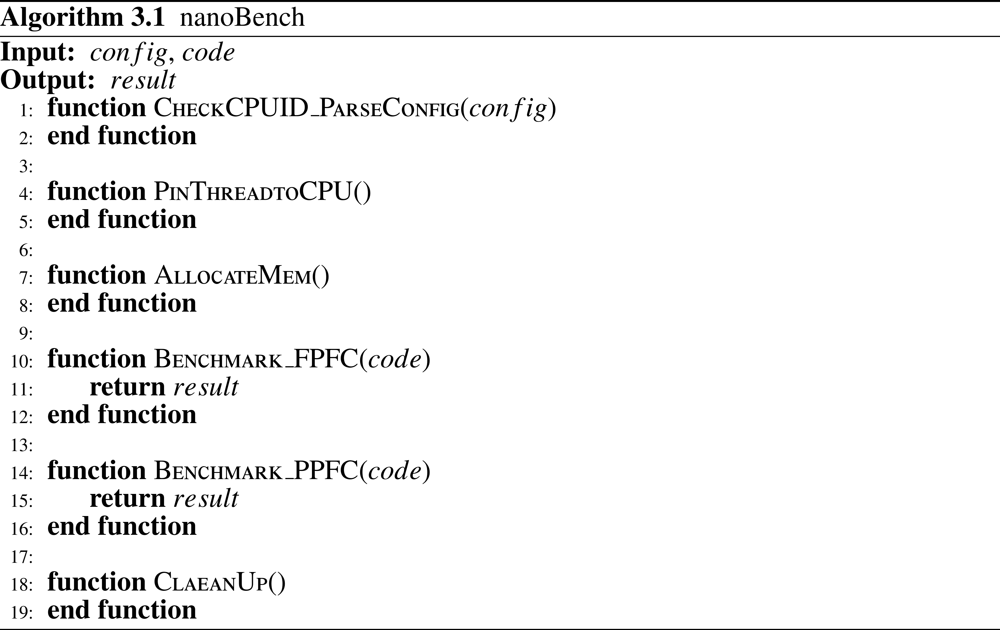 Algorithm 3.1 nanoBench
Input: config, code
Output: result
1: function CheckCPUID_ParseConfig(config)
2: end function
3:
4: function PinThreadtoCPU()
5: end function
6:
7: function AllocateMem()
8: end function
9:
10: function Benchmark_FPFC(code)
11: return result
12: end function
13:
14: function Benchmark_PPFC(code)
15: return result
16: end function
17:
18: function ClaeanUp()
19: end function